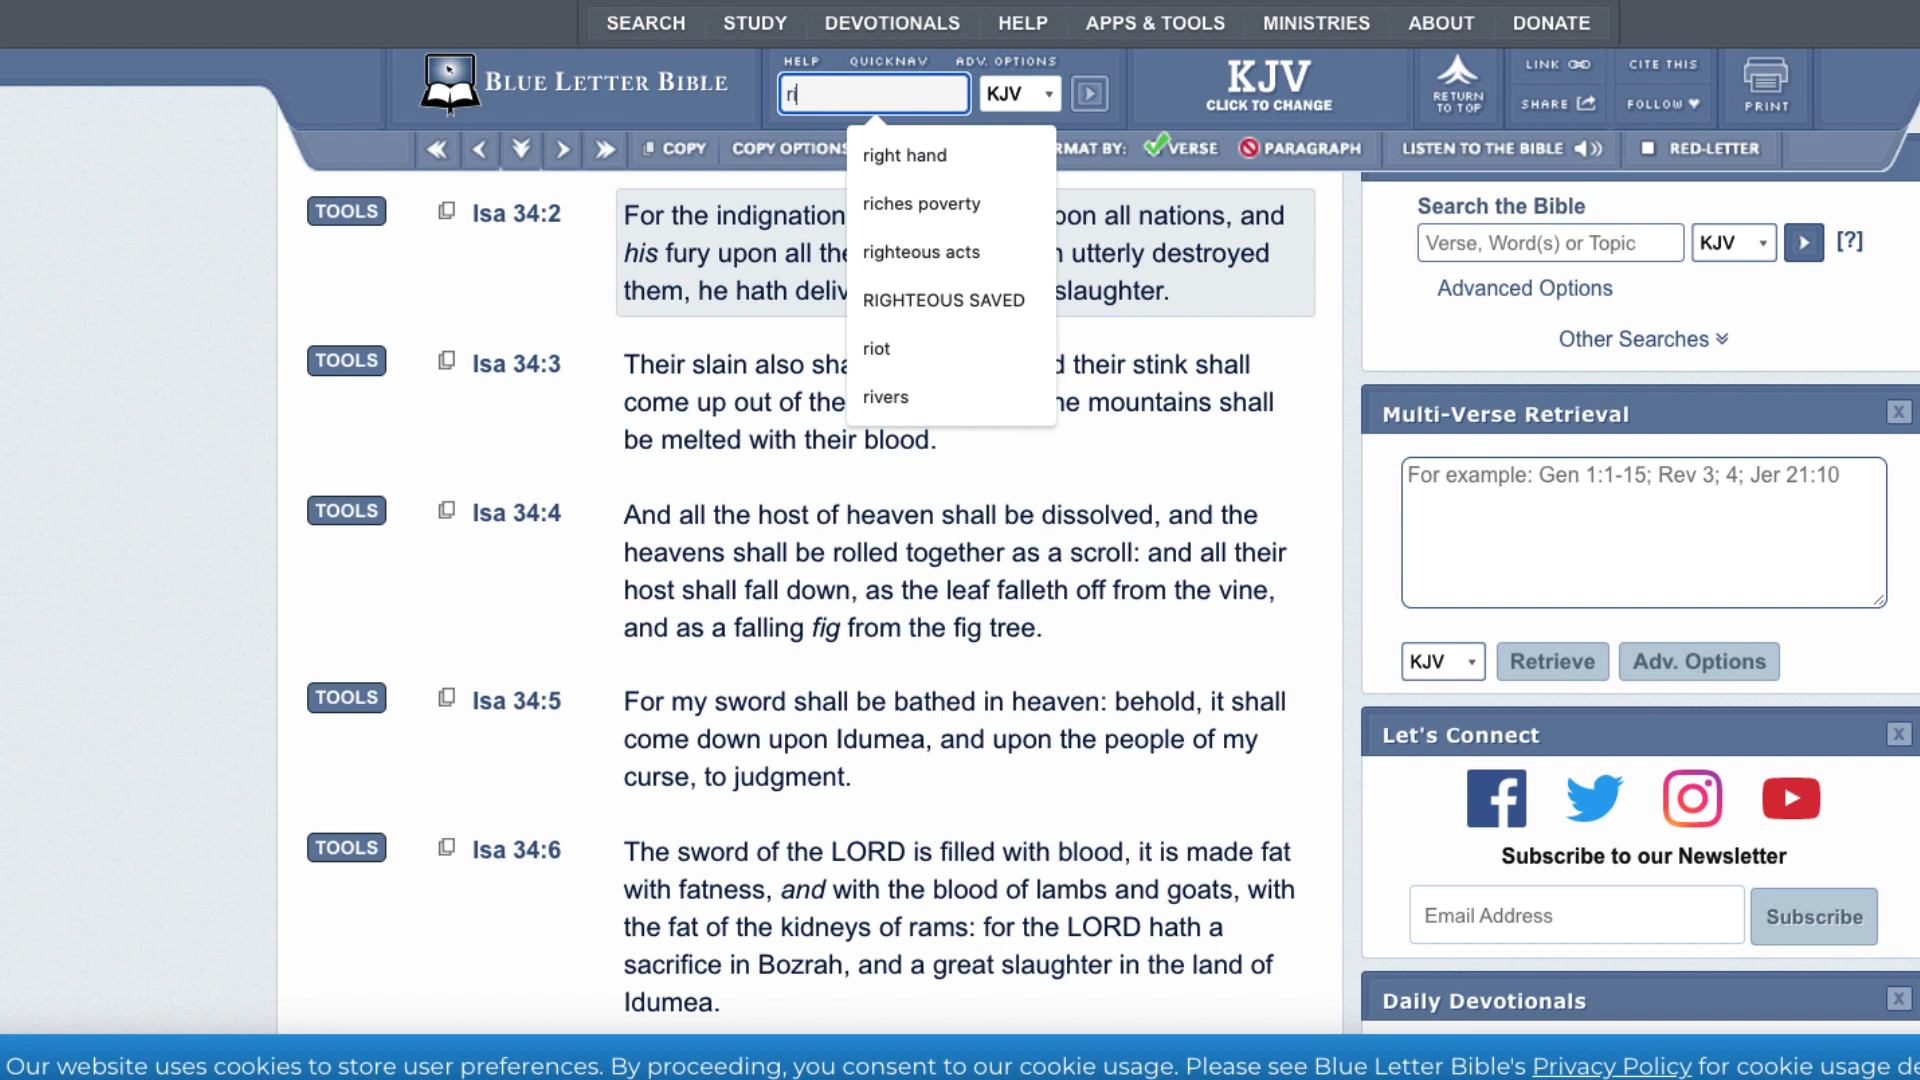 SEARCH STUDY DEVOTIONALS HELP APPS & TOOLS MINISTRIES ABOUT DONATE
BLUE LETTER BIBLE
HELP QUICKNAV ADV. OPTIONS
ri
KJV
KJV
CLICK TO CHANGE
RETURN
TO TOP
LINK
SHARE
CITE THIS
FOLLOW
PRINT
COPY COPY OPTIONS RMAT BY: VERSE PARAGRAPH LISTEN TO THE BIBLE RED-LETTER
right hand
riches poverty
righteous acts
RIGHTEOUS SAVED
riot
rivers
TOOLS Isa 34:2
For the indignation pon all nations, and
his fury upon all the utterly destroyed
them, he hath deliv slaughter.
TOOLS Isa 34:3
Their slain also sha d their stink shall
come up out of the he mountains shall
be melted with their blood.
TOOLS Isa 34:4
And all the host of heaven shall be dissolved, and the
heavens shall be rolled together as a scroll: and all their
host shall fall down, as the leaf falleth off from the vine,
and as a falling fig from the fig tree.
TOOLS Isa 34:5
For my sword shall be bathed in heaven: behold, it shall
come down upon Idumea, and upon the people of my
curse, to judgment.
TOOLS Isa 34:6
The sword of the LORD is filled with blood, it is made fat
with fatness, and with the blood of lambs and goats, with
the fat of the kidneys of rams: for the LORD hath a
sacrifice in Bozrah, and a great slaughter in the land of
Idumea.
Search the Bible
Verse, Word(s) or Topic KJV [?]
Advanced Options
Other Searches
Multi-Verse Retrieval X
For example: Gen 1:1-15; Rev 3; 4; Jer 21:10
KJV Retrieve Adv. Options
Let's Connect X
Subscribe to our Newsletter
Email Address Subscribe
Daily Devotionals X
Our website uses cookies to store user preferences. By proceeding, you consent to our cookie usage. Please see Blue Letter Bible's Privacy Policy for cookie usage de